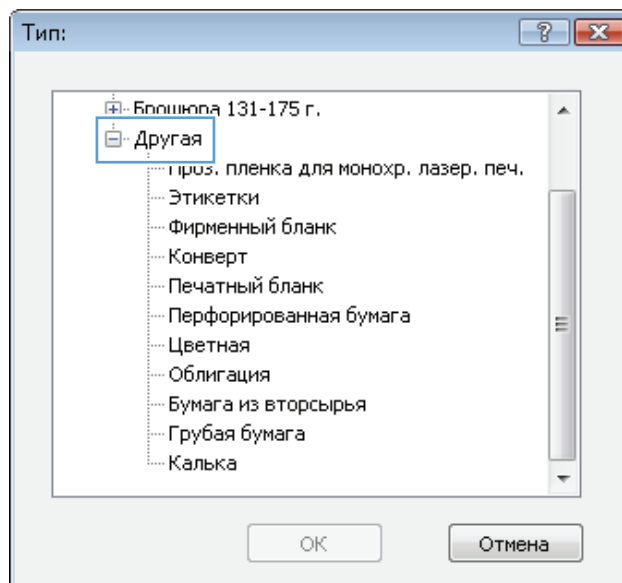 Тип:
Брошюра 131-175 г.
Другая
Проз. пленка для монохр. лазер. печ.
Этикетки
Фирменный бланк
Конверт
Печатный бланк
Перфорированная бумага
Цветная
Облигация
Бумага из вторсырья
Грубая бумага
Калька
ОК
Отмена